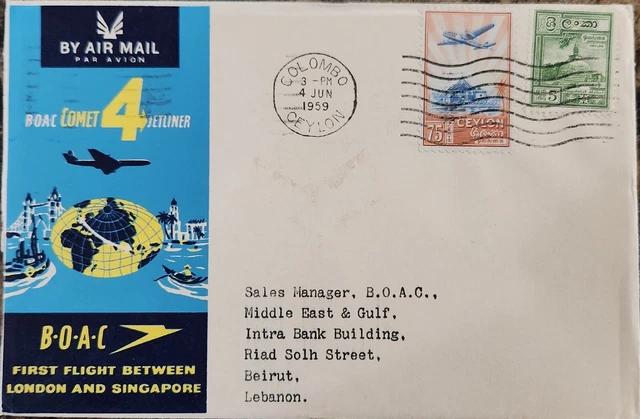 BY AIR MAIL
PAR AVION
BOAC COMET 4 JETLINER
B·O·A·C
FIRST FLIGHT BETWEEN
LONDON AND SINGAPORE
COLOMBO
3 - PM
4 JUN
1959
CEYLON
75
CEYLON
ශ්‍රී ලංකා
5
Sales Manager, B.O.A.C.,
Middle East & Gulf,
Intra Bank Building,
Riad Solh Street,
Beirut,
Lebanon.